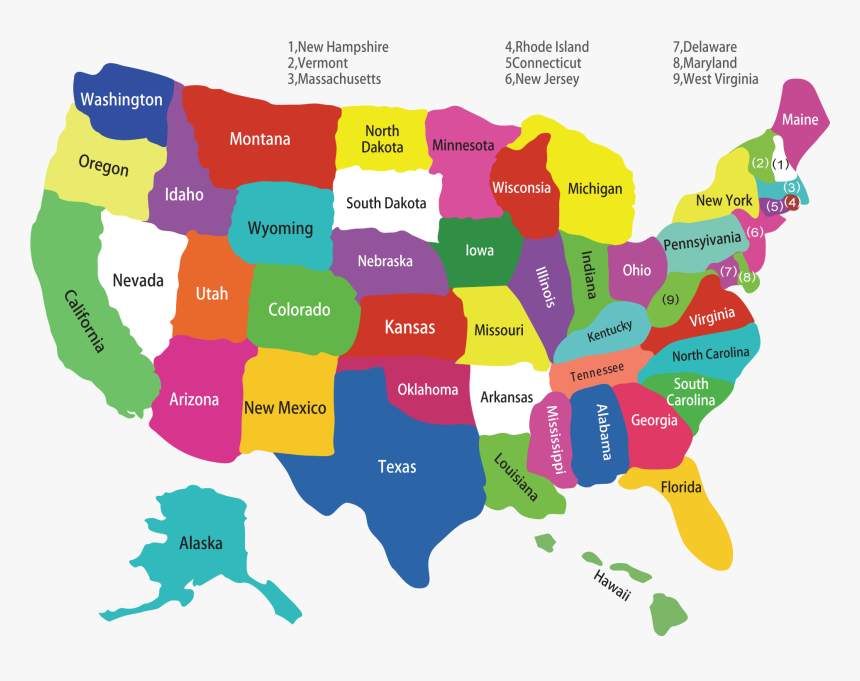 1,New Hampshire
2,Vermont
3,Massachusetts
4,Rhode Island
5Connecticut
6,New Jersey
7,Delaware
8,Maryland
9,West Virginia
Washington
Oregon
Idaho
Montana
North
Dakota
Minnesota
Wisconsia
Michigan
Maine
(2)
(1)
(3)
(5)
(4)
New York
South Dakota
Wyoming
Nebraska
Iowa
Illinois
Indiana
Ohio
Pennsyivania
(6)
(7)
(8)
(9)
California
Nevada
Utah
Colorado
Kansas
Missouri
Kentucky
Virginia
North Carolina
Tennessee
South
Carolina
Arizona
New Mexico
Oklahoma
Arkansas
Mississippi
Alabama
Georgia
Texas
Louisiana
Florida
Alaska
Hawaii